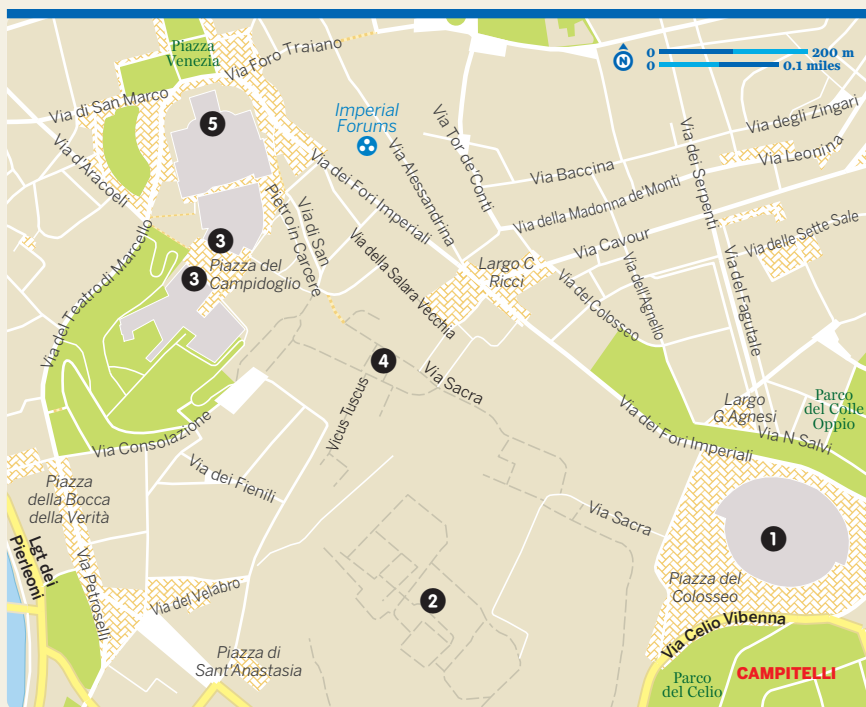 Piazza
Venezia
Via Foro Traiano
N
0
200 m
0
0.1 miles
Via di San Marco
5
Imperial
Forums
Via Tor de'Conti
Via degli Zingari
Via dei Serpenti
Via Leonina
Via d'Aracoeli
Via dei Fori Imperiali
Via Alessandrina
Via Baccina
Via della Madonna de'Monti
Via di San
Pietro in Carcere
3
Via Cavour
Via delle Sette Sale
3
Piazza del
Campidoglio
Via della Salara Vecchia
Largo C
Ricci
Via del Colosseo
Via dell'Agnello
Via del Fagutale
Via del Teatro di Marcello
4
Via Sacra
Vicus Tuscus
Via dei Fori Imperiali
Largo
G Agnesi
Parco
del Colle
Oppio
Via N Salvi
Via Consolazione
Via dei Fienili
Piazza
della Bocca
della Verità
Via Sacra
1
Lgt dei
Pierleoni
Via Petroselli
Via del Velabro
2
Piazza del
Colosseo
Via Celio Vibenna
Piazza di
Sant'Anastasia
Parco
del Celio
CAMPITELLI